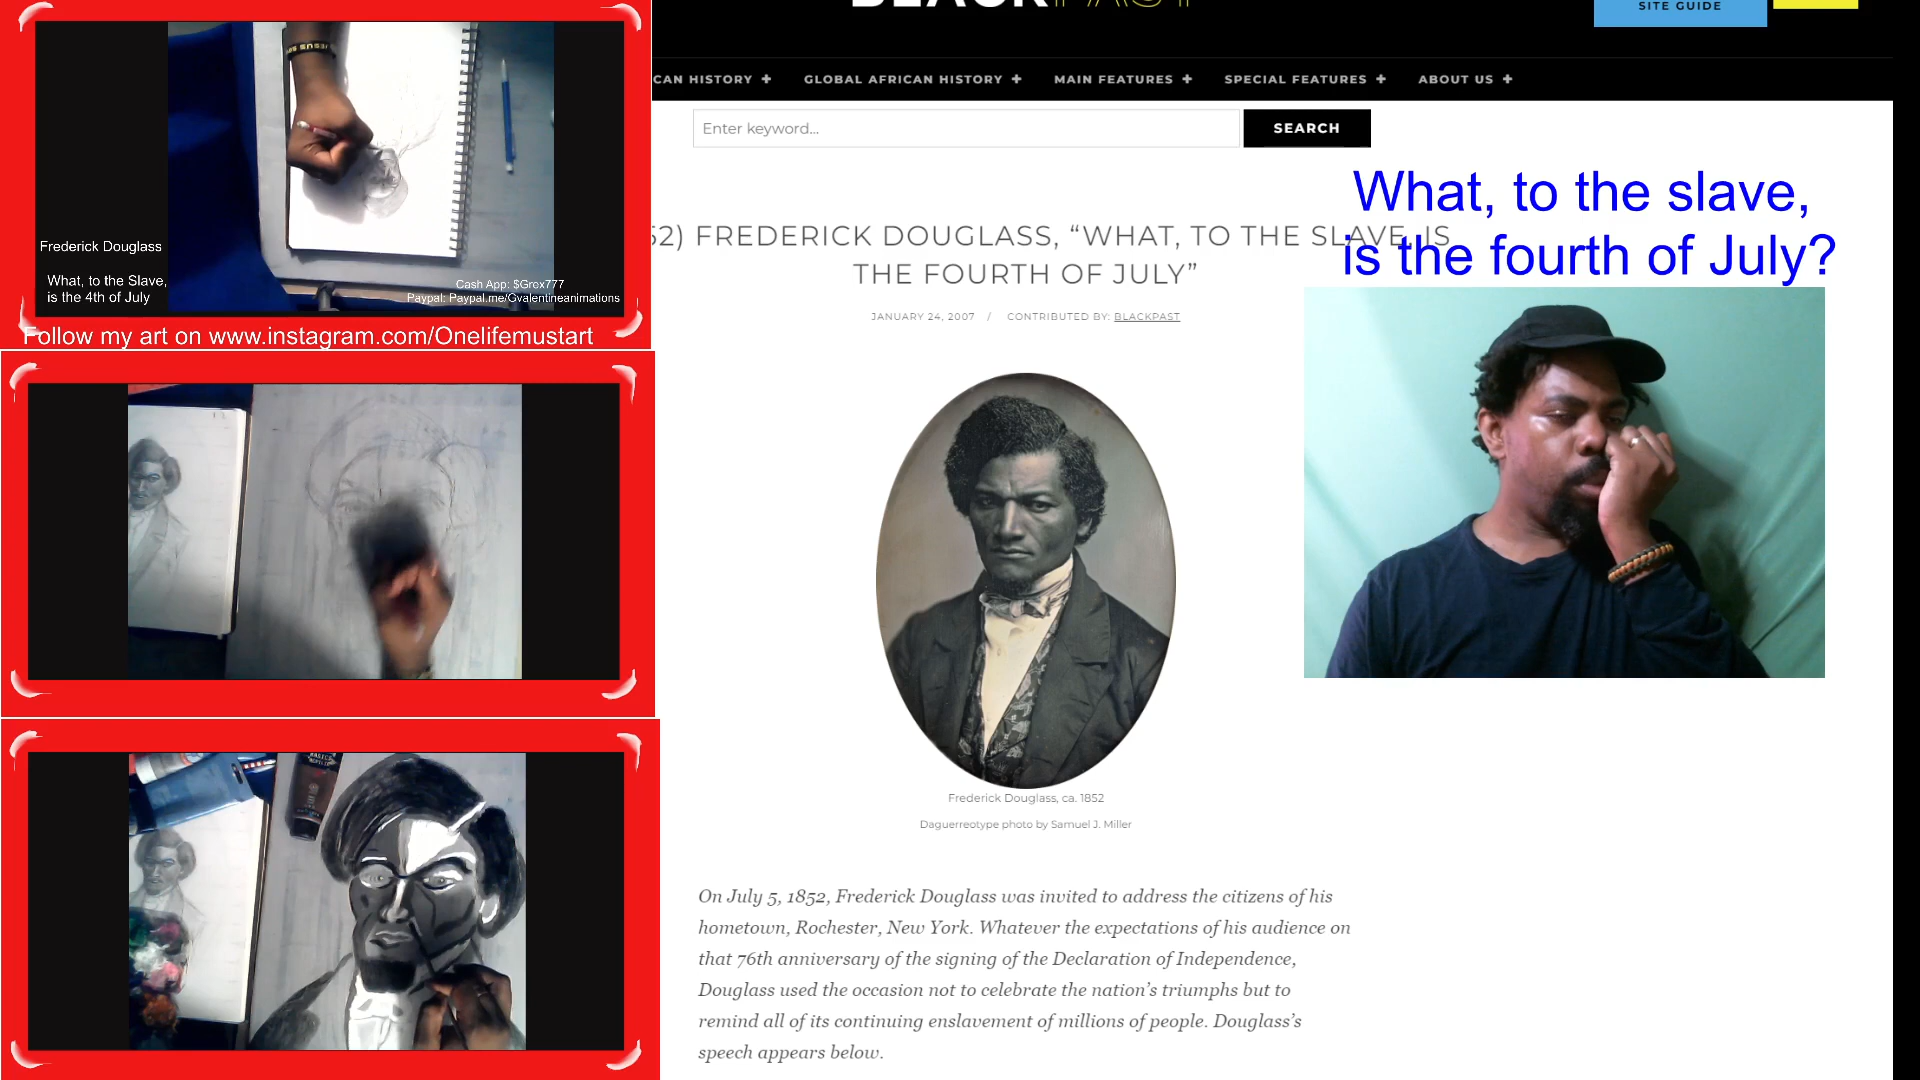 Frederick Douglass
What, to the Slave,
is the 4th of July
Cash App: $Grox777
Paypal: Paypal.me/Gvalentineanimations
Follow my art on www.instagram.com/Onelifemustart
BLACKPAST
SITE GUIDE
CAN HISTORY +
GLOBAL AFRICAN HISTORY +
MAIN FEATURES +
SPECIAL FEATURES +
ABOUT US +
Enter keyword...
SEARCH
What, to the slave,
is the fourth of July?
52) FREDERICK DOUGLASS, “WHAT, TO THE SLAVE, IS
THE FOURTH OF JULY”
JANUARY 24, 2007 / CONTRIBUTED BY: BLACKPAST
Frederick Douglass, ca. 1852
Daguerreotype photo by Samuel J. Miller
On July 5, 1852, Frederick Douglass was invited to address the citizens of his
hometown, Rochester, New York. Whatever the expectations of his audience on
that 76th anniversary of the signing of the Declaration of Independence,
Douglass used the occasion not to celebrate the nation’s triumphs but to
remind all of its continuing enslavement of millions of people. Douglass’s
speech appears below.